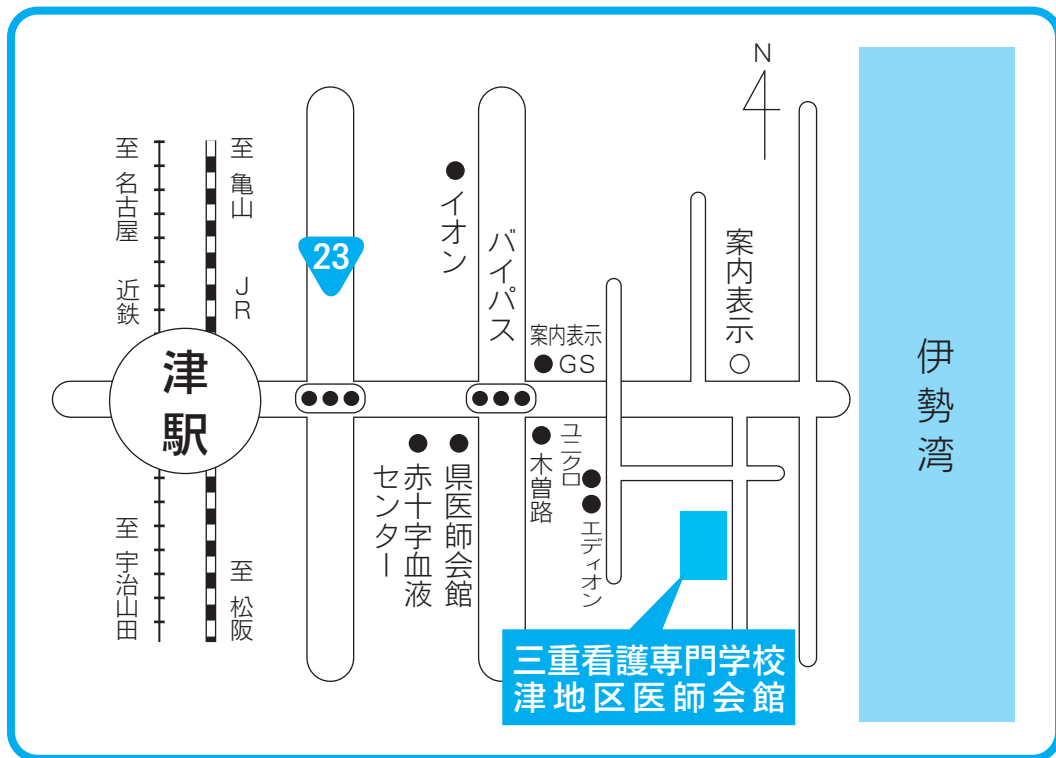 N
至 名古屋
近鉄
至 亀山
JR
津駅
至 宇治山田
至 松阪
23
イオン
バイパス
案内表示
GS
案内表示
赤十字血液
センター
県医師会館
木曽路
ユニクロ
エディオン
三重看護専門学校
津地区医師会館
伊勢湾